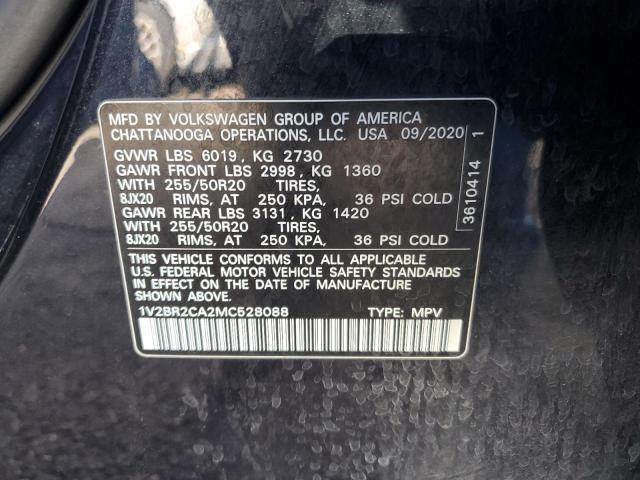 MFD BY VOLKSWAGEN GROUP OF AMERICA
CHATTANOOGA OPERATIONS, LLC. USA 09/2020
GVWR LBS 6019, KG 2730
GAWR FRONT LBS 2998, KG 1360
WITH 255/50R20 TIRES,
8JX20 RIMS, AT 250 KPA, 36 PSI COLD
GAWR REAR LBS 3131, KG 1420
WITH 255/50R20 TIRES,
8JX20 RIMS, AT 250 KPA, 36 PSI COLD
THIS VEHICLE CONFORMS TO ALL APPLICABLE
U.S. FEDERAL MOTOR VEHICLE SAFETY STANDARDS
IN EFFECT ON THE DATE OF MANUFACTURE
SHOWN ABOVE.
1V2BR2CA2MC528088 TYPE: MPV
3610414 1